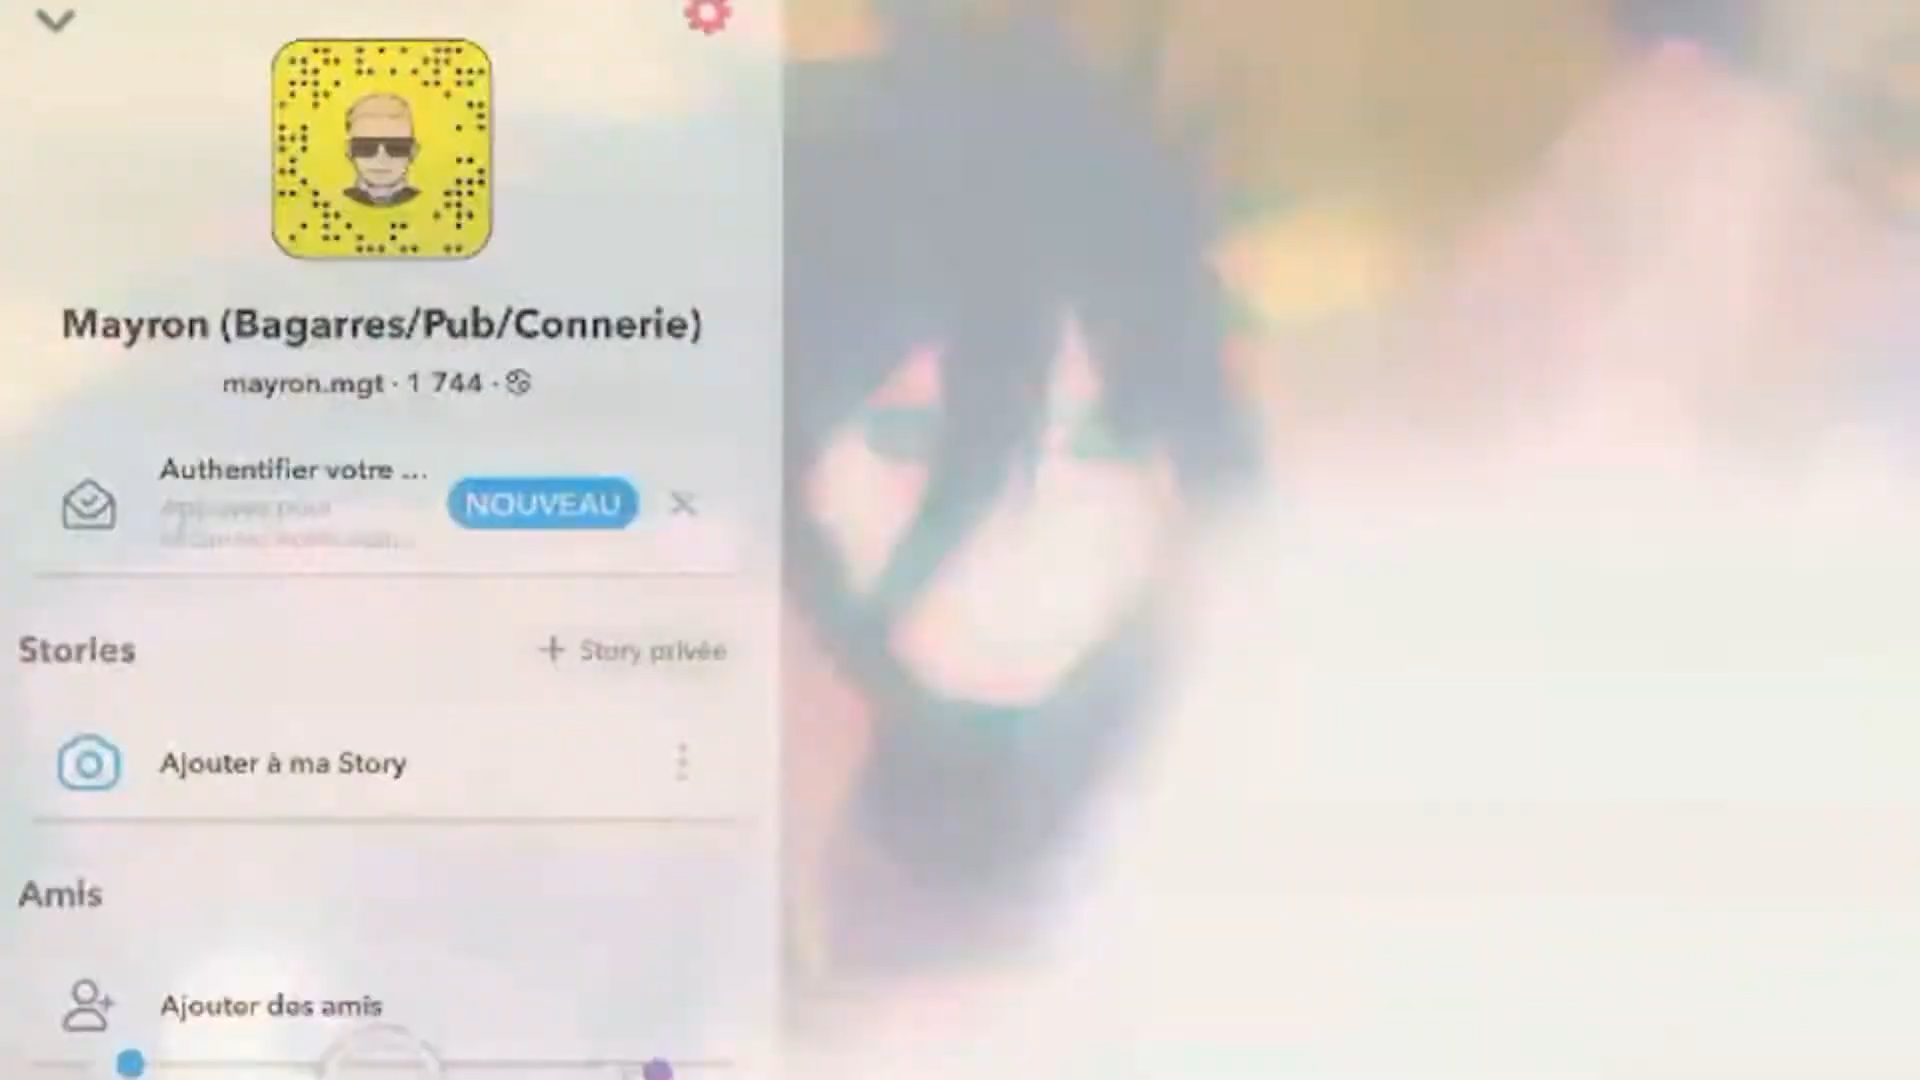 Mayron (Bagarres/Pub/Connerie)
mayron.mgt · 1 744 · ♋
Authentifier votre ...
NOUVEAU
Stories
+ Story privée
Ajouter à ma Story
Amis
Ajouter des amis